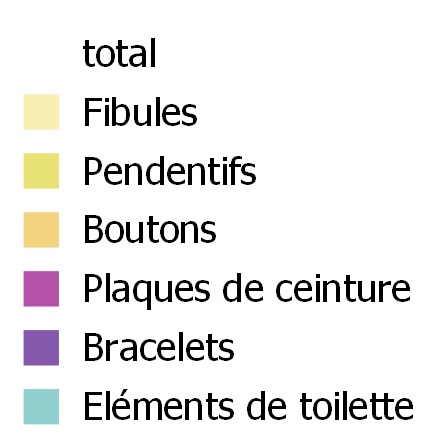 total
Fibules
Pendentifs
Boutons
Plaques de ceinture
Bracelets
Eléments de toilette